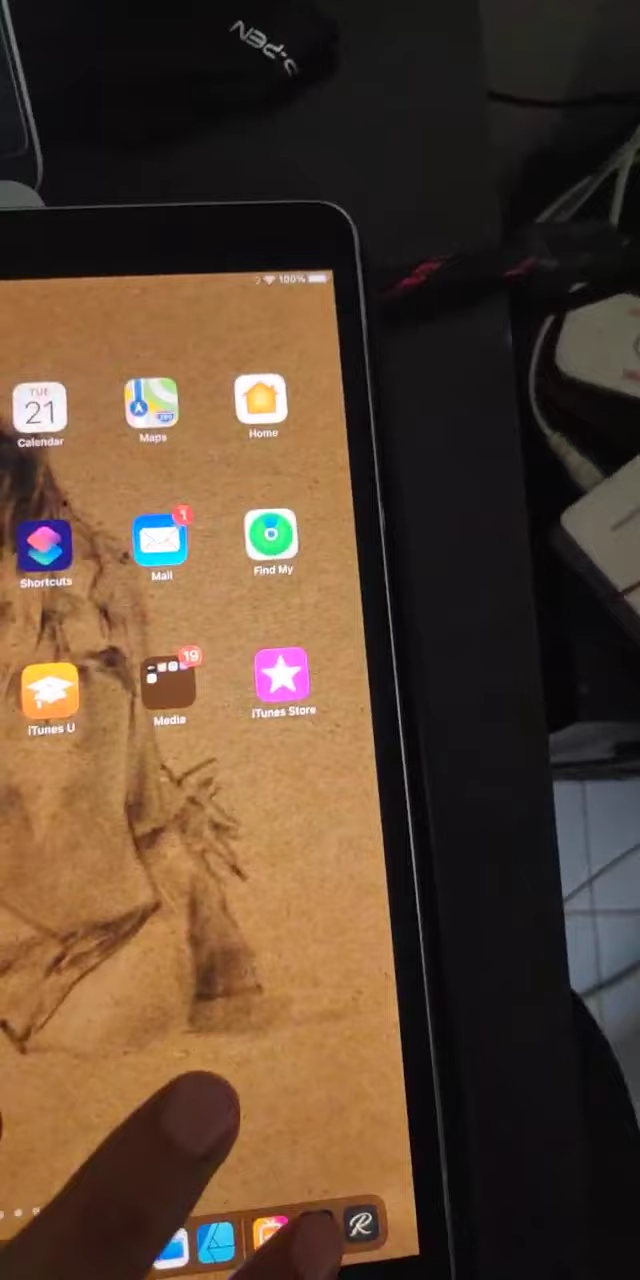 100%
TUE
21
Calendar
Maps
Home
Shortcuts
1
Mail
Find My
iTunes U
19
Media
iTunes Store
R